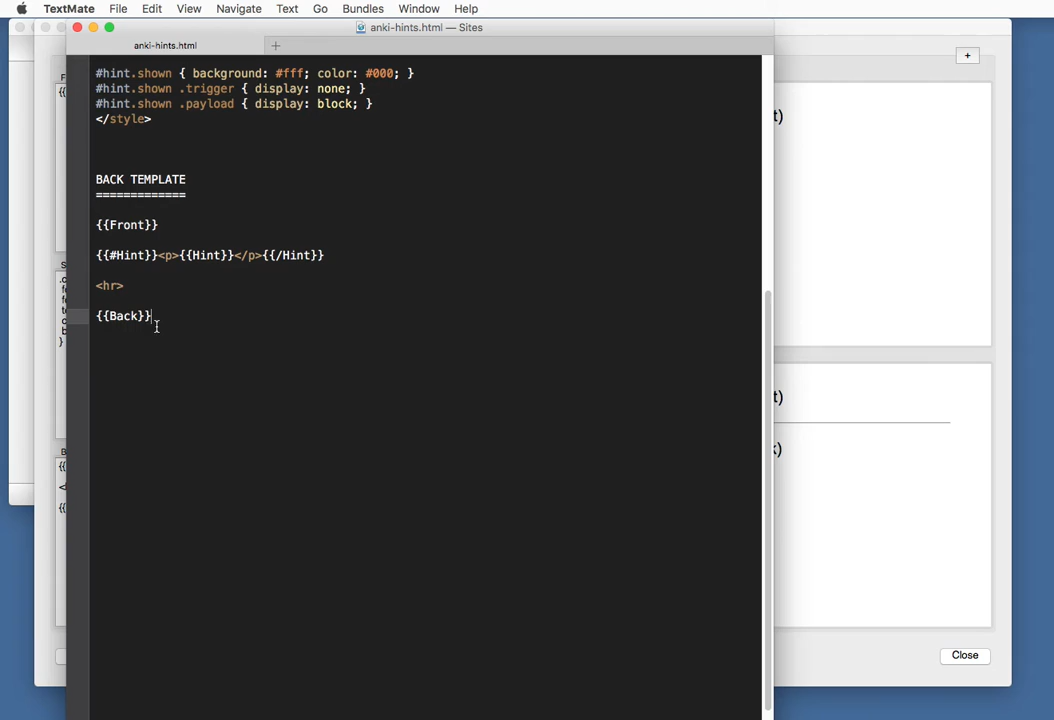 TextMate File Edit View Navigate Text Go Bundles Window Help
anki-hints.html — Sites
anki-hints.html +
+
#hint.shown { background: #fff; color: #000; }
#hint.shown .trigger { display: none; }
#hint.shown .payload { display: block; }
</style>
BACK TEMPLATE
=============
{{Front}}
{{#Hint}}<p>{{Hint}}</p>{{/Hint}}
<hr>
{{Back}}
F
{{
S
.c
f
f
te
c
b
}
B
{{
<
{{
t)
t)
k)
Close